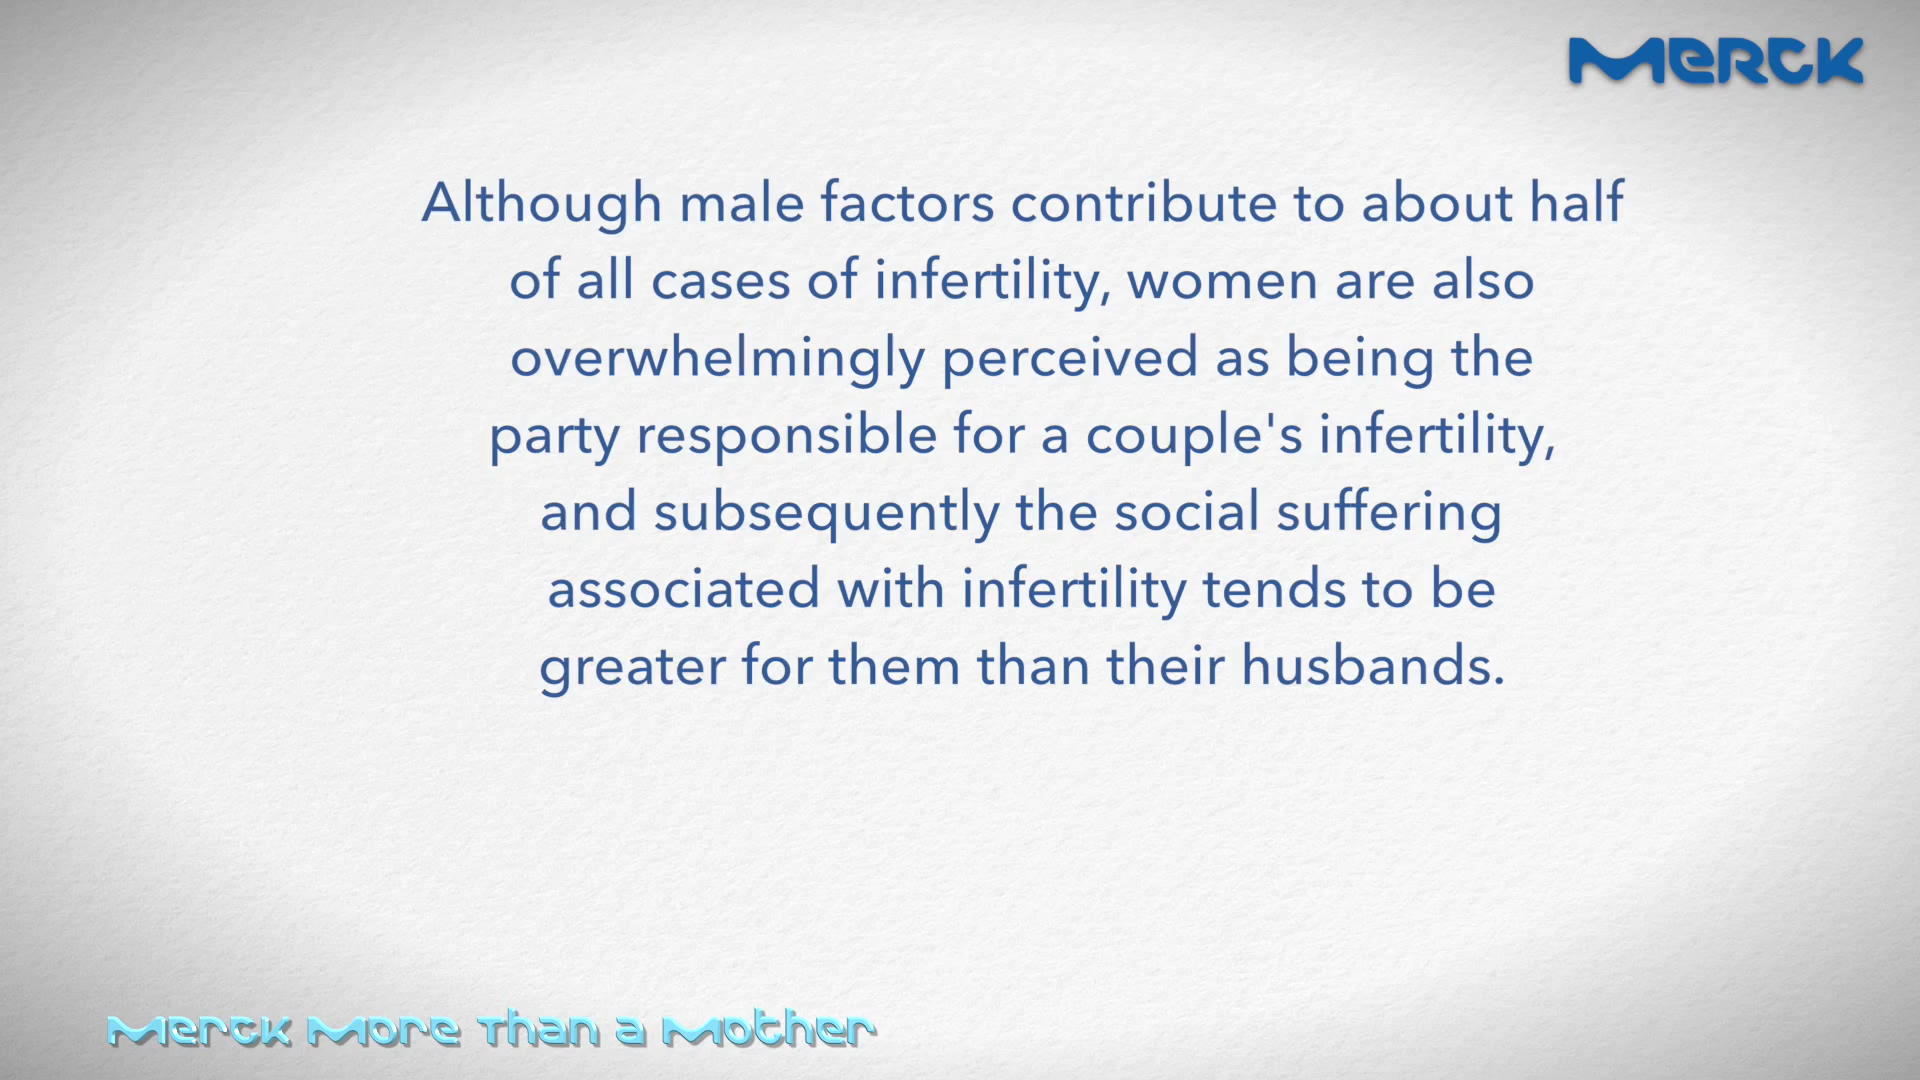 MERCK
Although male factors contribute to about half
of all cases of infertility, women are also
overwhelmingly perceived as being the
party responsible for a couple's infertility,
and subsequently the social suffering
associated with infertility tends to be
greater for them than their husbands.
Merck More Than a Mother